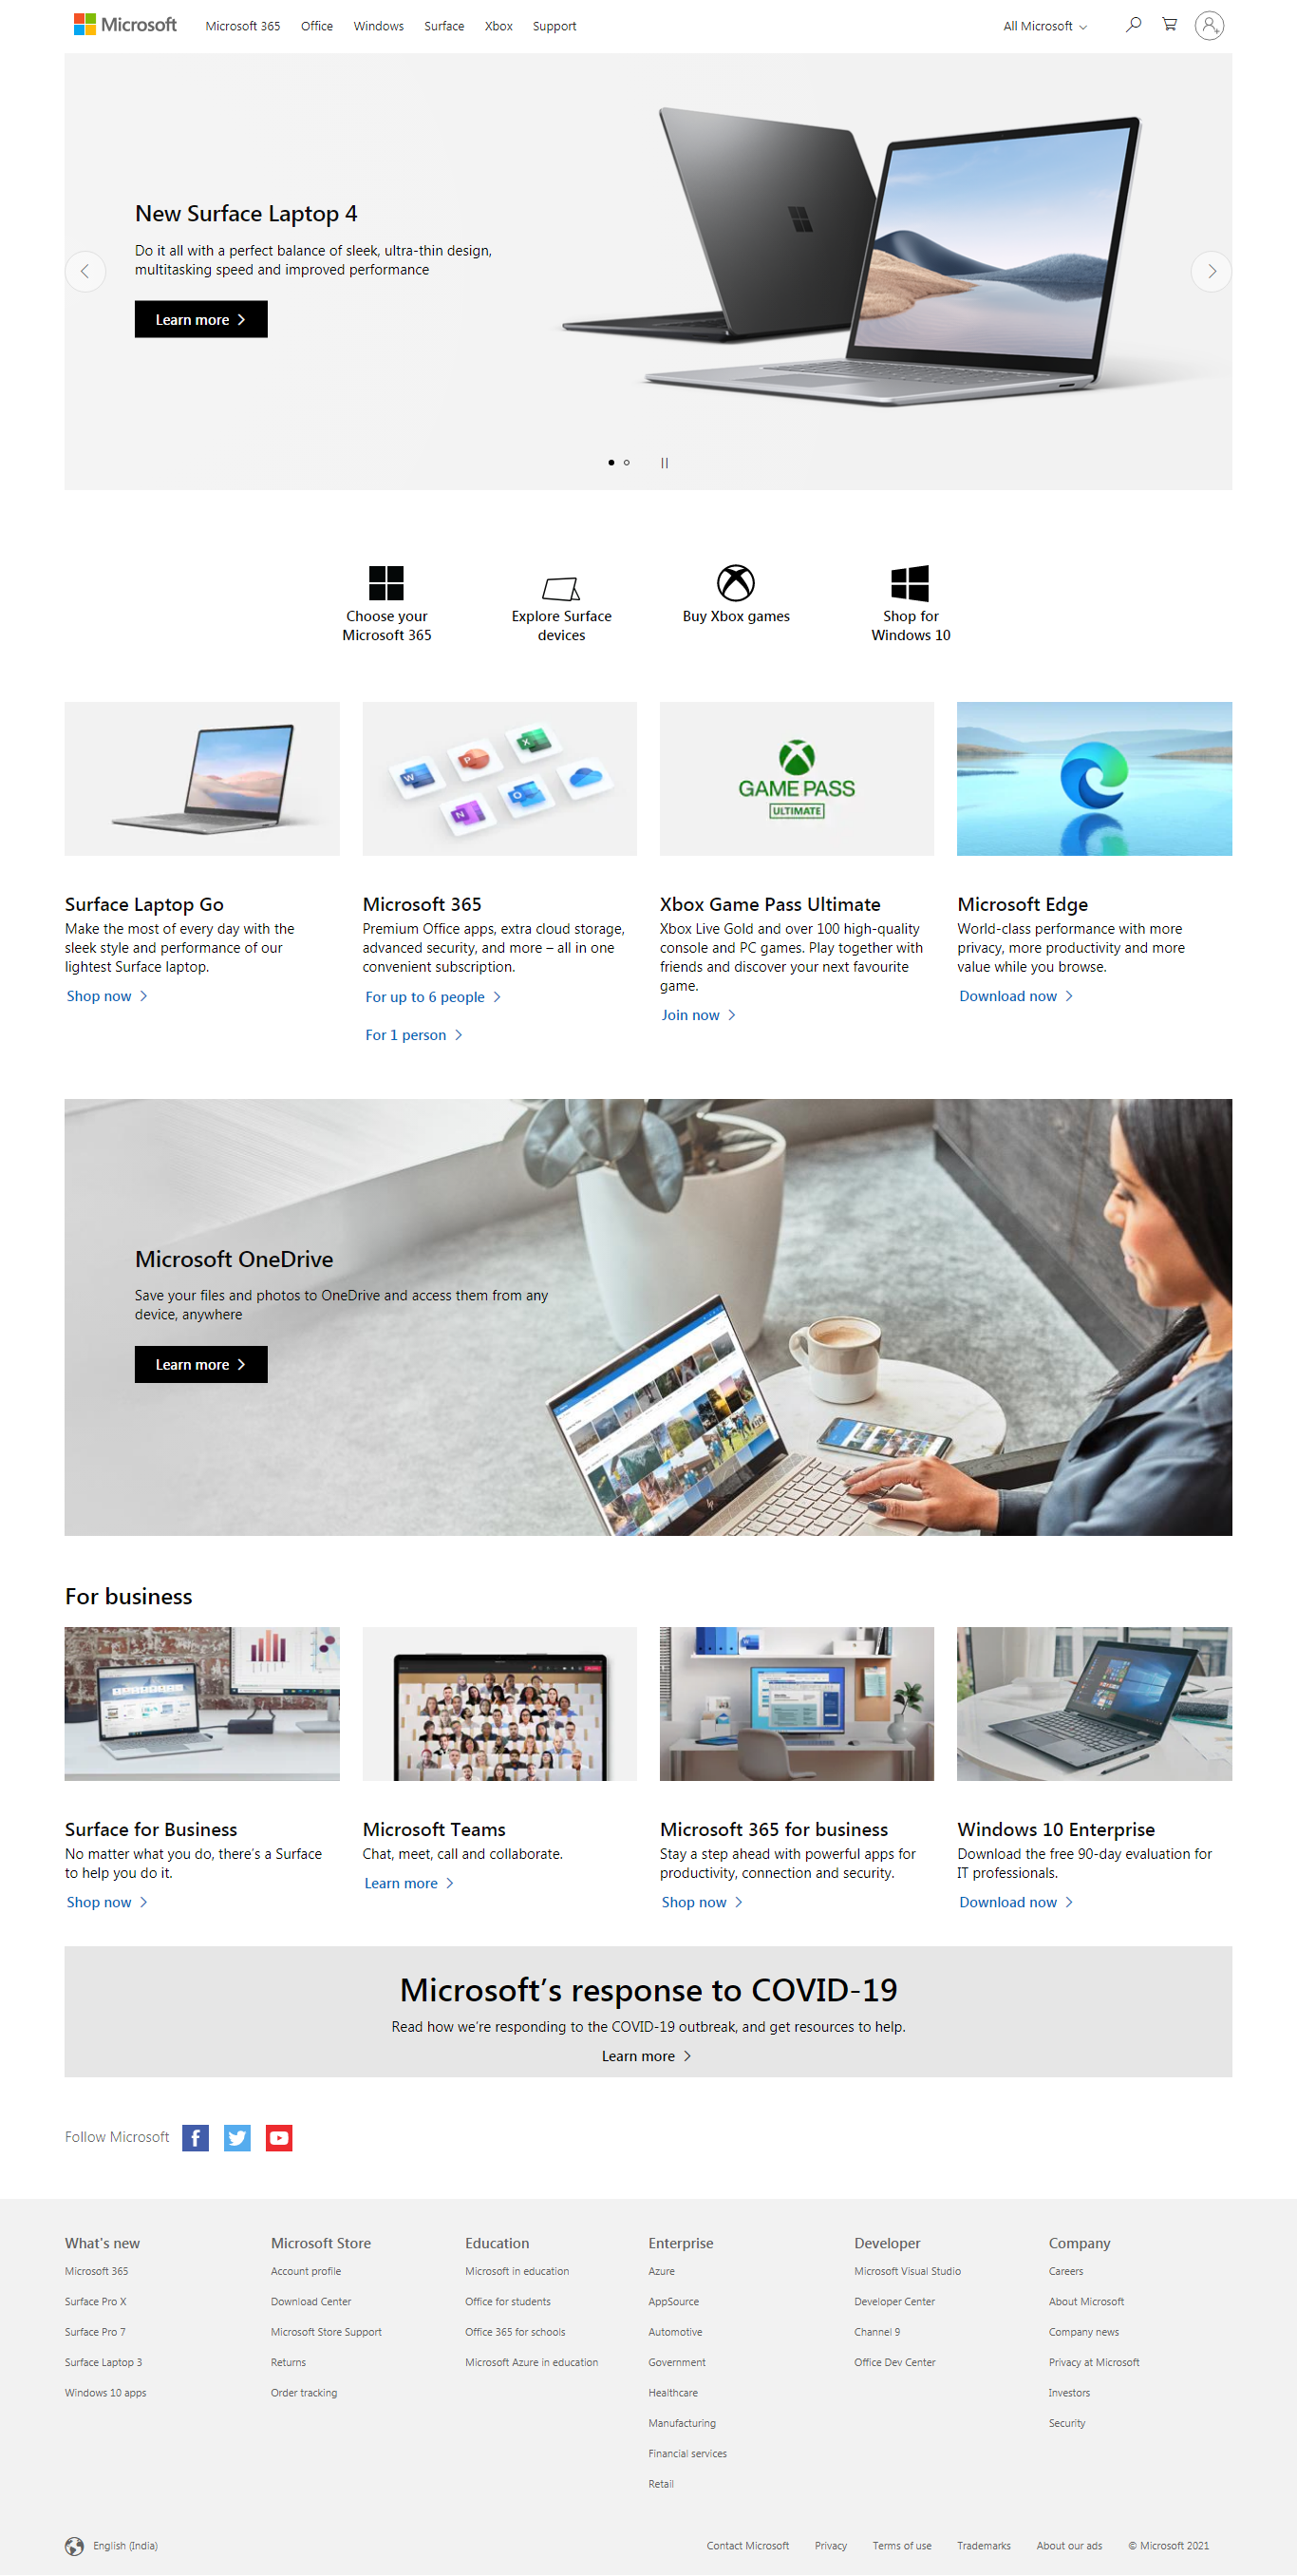 Microsoft
Microsoft 365
Office
Windows
Surface
Xbox
Support
All Microsoft
New Surface Laptop 4
Do it all with a perfect balance of sleek, ultra-thin design,
multitasking speed and improved performance
Learn more
Choose your
Microsoft 365
Explore Surface
devices
Buy Xbox games
Shop for
Windows 10
GAME PASS
ULTIMATE
Surface Laptop Go
Make the most of every day with the
sleek style and performance of our
lightest Surface laptop.
Shop now
Microsoft 365
Premium Office apps, extra cloud storage,
advanced security, and more – all in one
convenient subscription.
For up to 6 people
For 1 person
Xbox Game Pass Ultimate
Xbox Live Gold and over 100 high-quality
console and PC games. Play together with
friends and discover your next favourite
game.
Join now
Microsoft Edge
World-class performance with more
privacy, more productivity and more
value while you browse.
Download now
Microsoft OneDrive
Save your files and photos to OneDrive and access them from any
device, anywhere
Learn more
For business
Surface for Business
No matter what you do, there's a Surface
to help you do it.
Shop now
Microsoft Teams
Chat, meet, call and collaborate.
Learn more
Microsoft 365 for business
Stay a step ahead with powerful apps for
productivity, connection and security.
Shop now
Windows 10 Enterprise
Download the free 90-day evaluation for
IT professionals.
Download now
Microsoft's response to COVID-19
Read how we're responding to the COVID-19 outbreak, and get resources to help.
Learn more
Follow Microsoft
What's new
Microsoft 365
Surface Pro X
Surface Pro 7
Surface Laptop 3
Windows 10 apps
Microsoft Store
Account profile
Download Center
Microsoft Store Support
Returns
Order tracking
Education
Microsoft in education
Office for students
Office 365 for schools
Microsoft Azure in education
Enterprise
Azure
AppSource
Automotive
Government
Healthcare
Manufacturing
Financial services
Retail
Developer
Microsoft Visual Studio
Developer Center
Channel 9
Office Dev Center
Company
Careers
About Microsoft
Company news
Privacy at Microsoft
Investors
Security
English (India)
Contact Microsoft
Privacy
Terms of use
Trademarks
About our ads
© Microsoft 2021